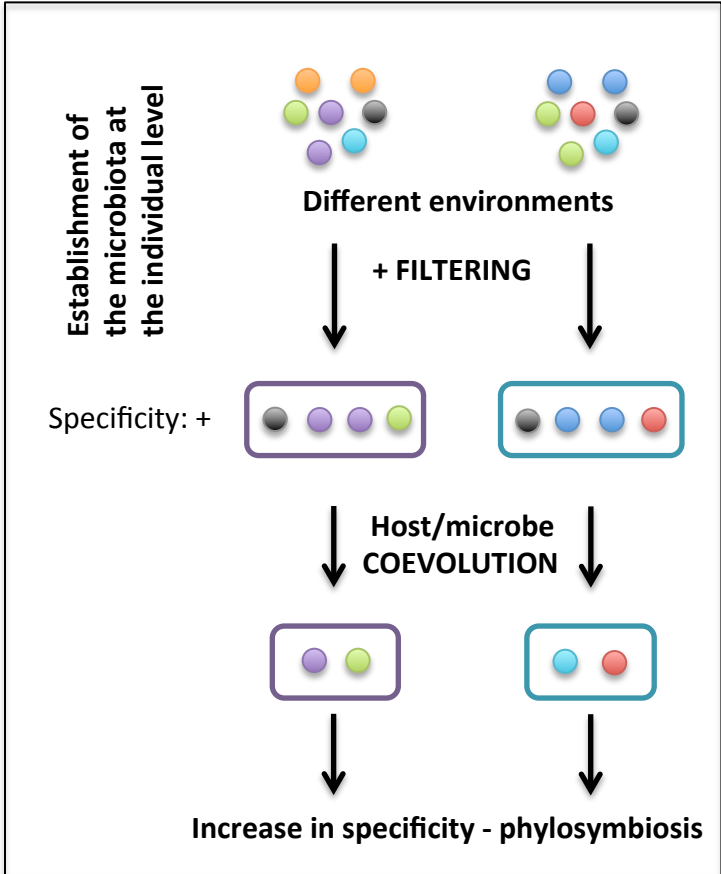 Establishment of
the microbiota at
the individual level
Different environments
+ FILTERING
Specificity: +
Host/microbe
COEVOLUTION
Increase in specificity - phylosymbiosis